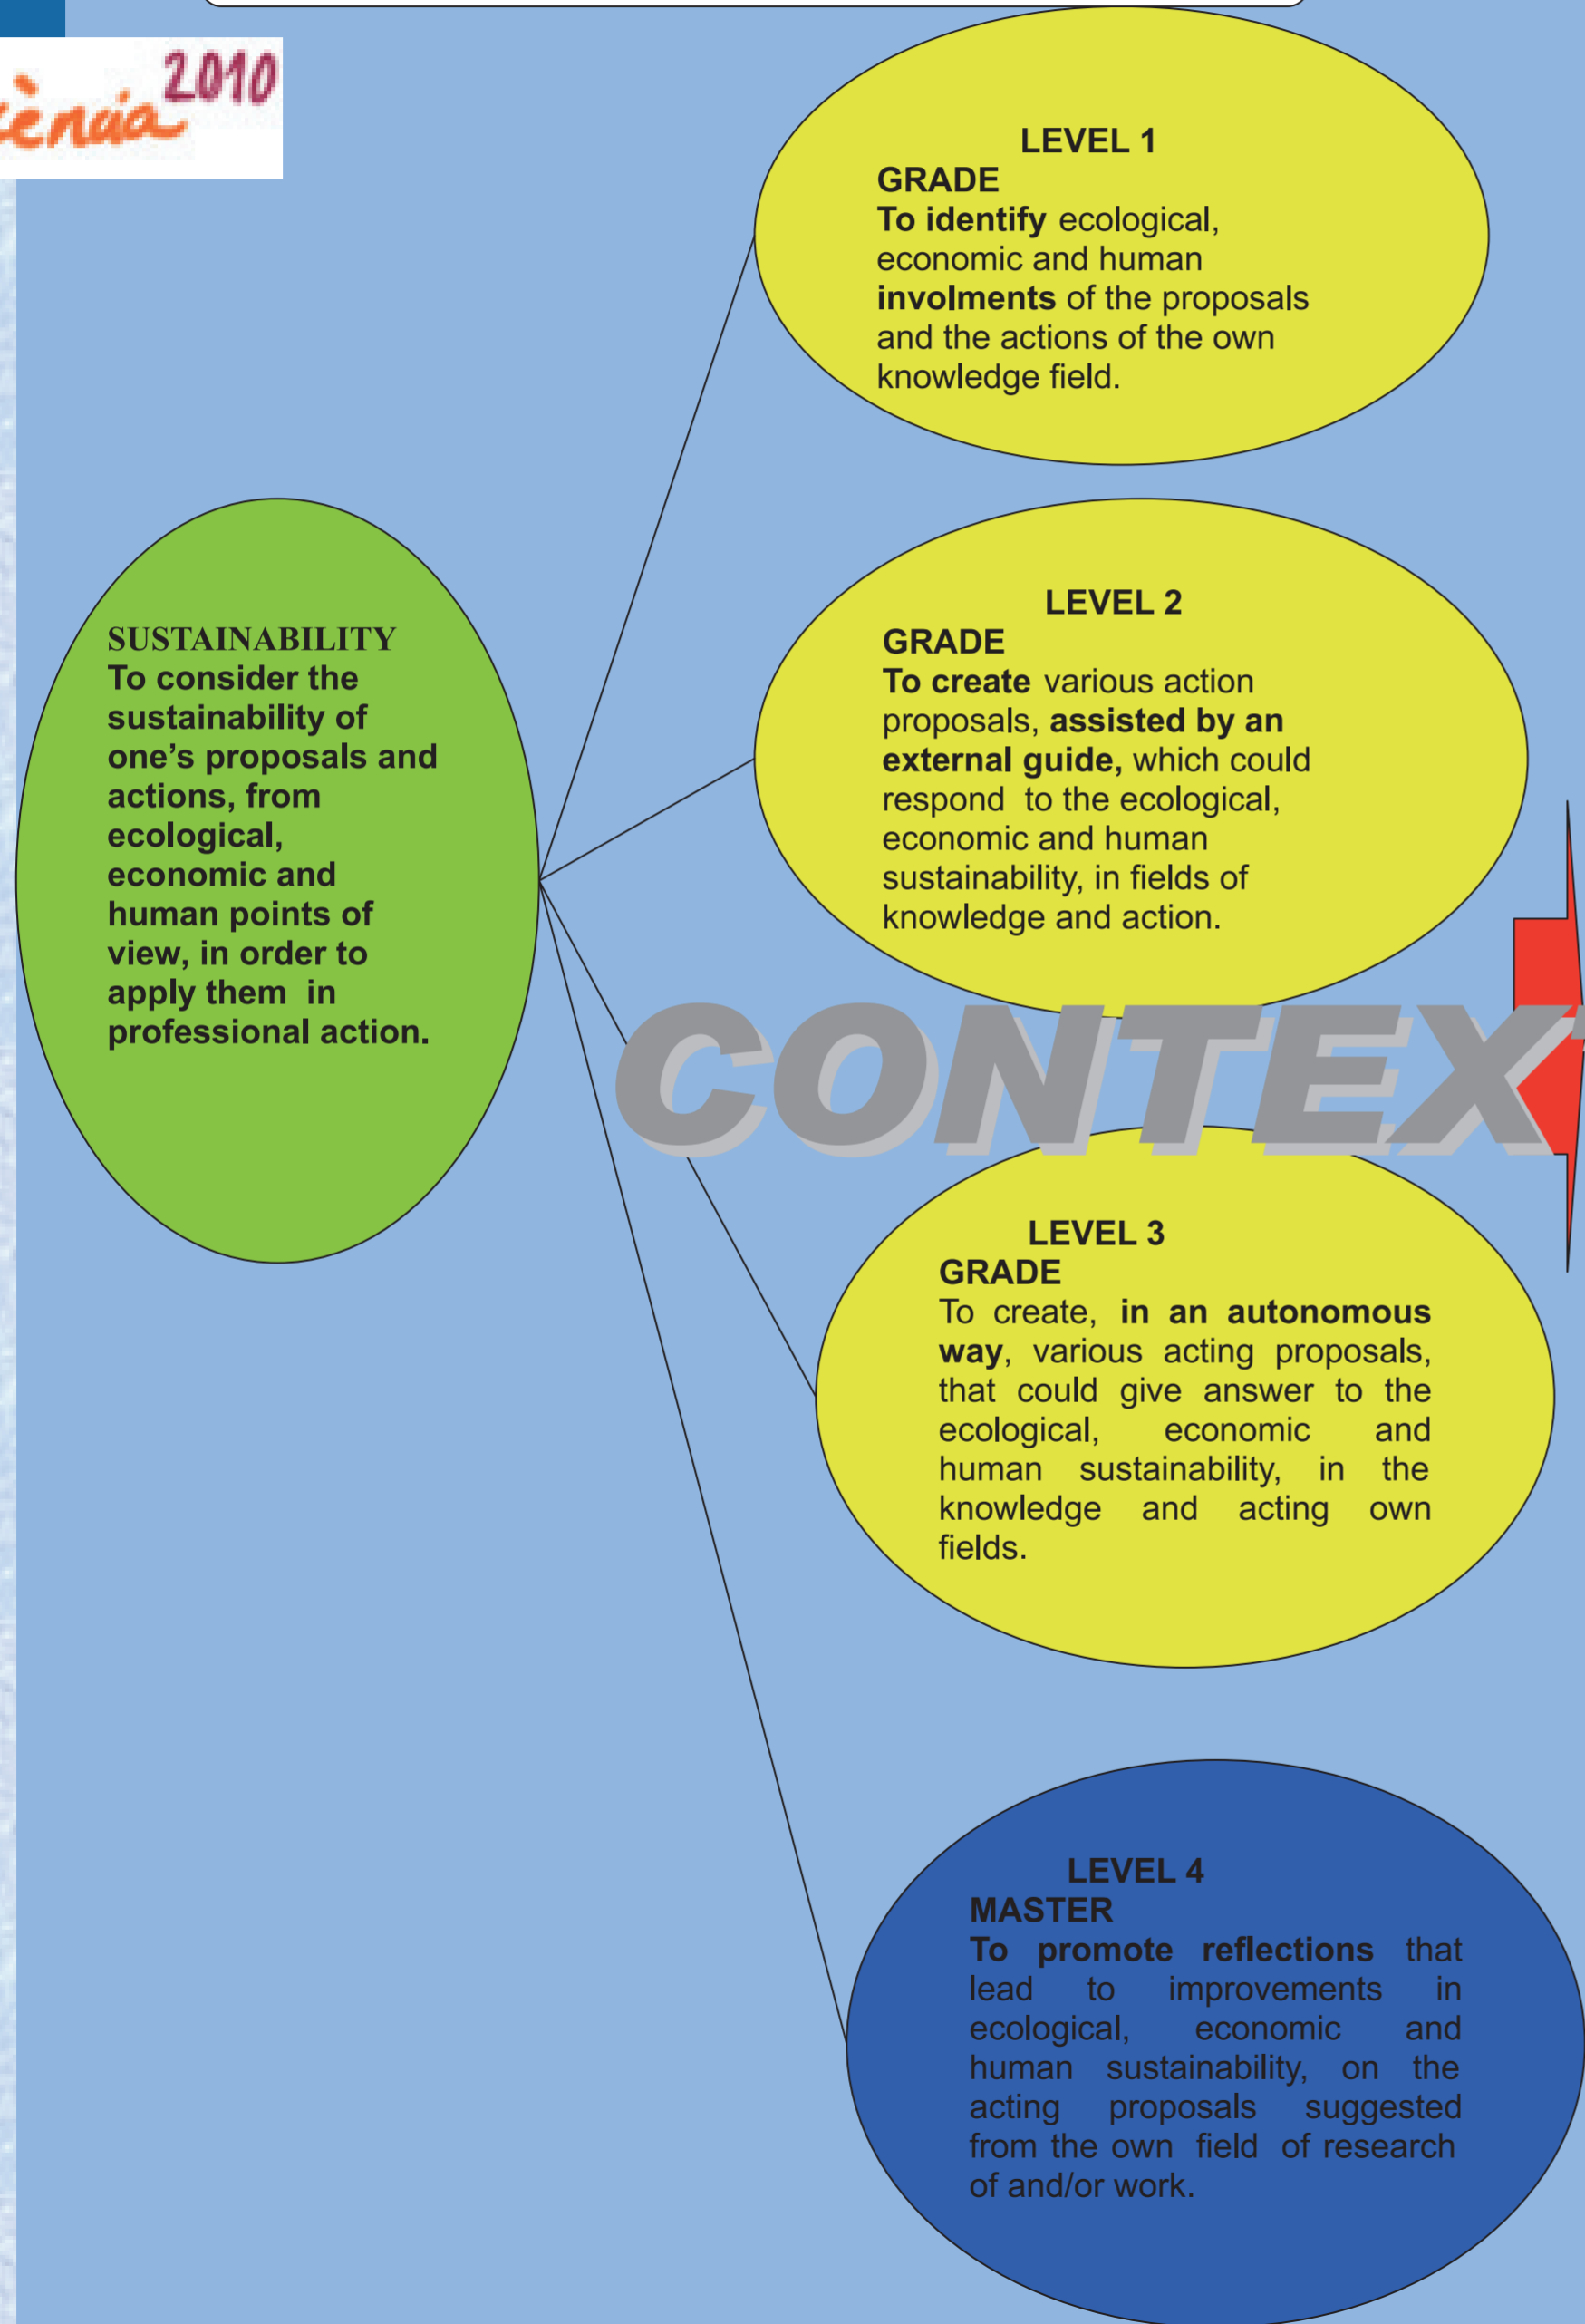 2010
LEVEL 1
GRADE
To identify ecological,
economic and human
involments of the proposals
and the actions of the own
knowledge field.
SUSTAINABILITY
To consider the
sustainability of
one’s proposals and
actions, from
ecological,
economic and
human points of
view, in order to
apply them in
professional action.
LEVEL 2
GRADE
To create various action
proposals, assisted by an
external guide, which could
respond to the ecological,
economic and human
sustainability, in fields of
knowledge and action.
CONTEX
LEVEL 3
GRADE
To create, in an autonomous
way, various acting proposals,
that could give answer to the
ecological, economic and
human sustainability, in the
knowledge and acting own
fields.
LEVEL 4
MASTER
To promote reflections that
lead to improvements in
ecological, economic and
human sustainability, on the
acting proposals suggested
from the own field of research
of and/or work.